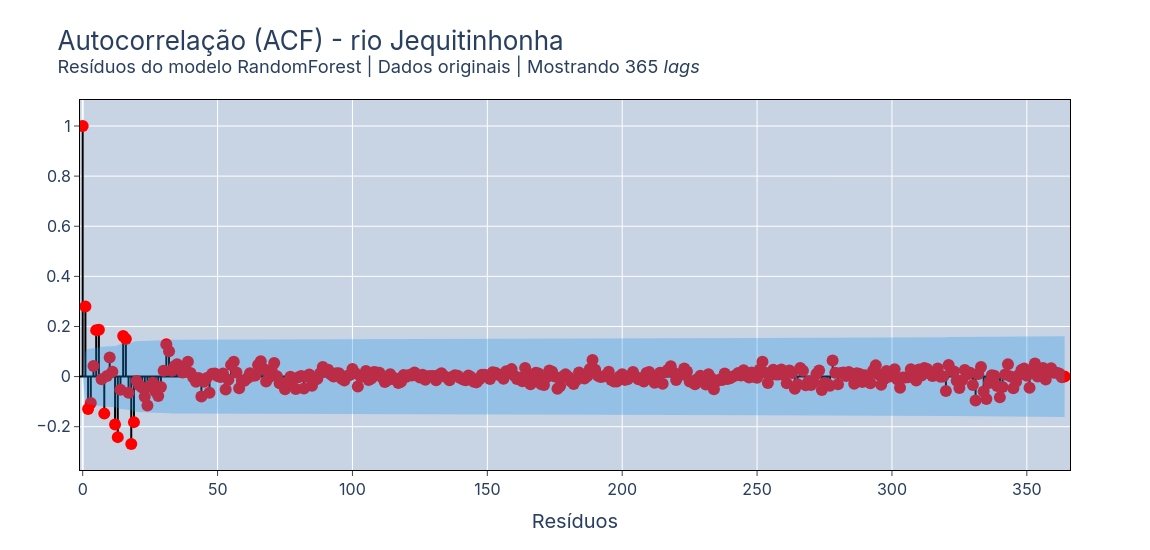 Autocorrelação (ACF) - rio Jequitinhonha
Resíduos do modelo RandomForest | Dados originais | Mostrando 365 lags
1
0.8
0.6
0.4
0.2
0
−0.2
0 50 100 150 200 250 300 350
Resíduos